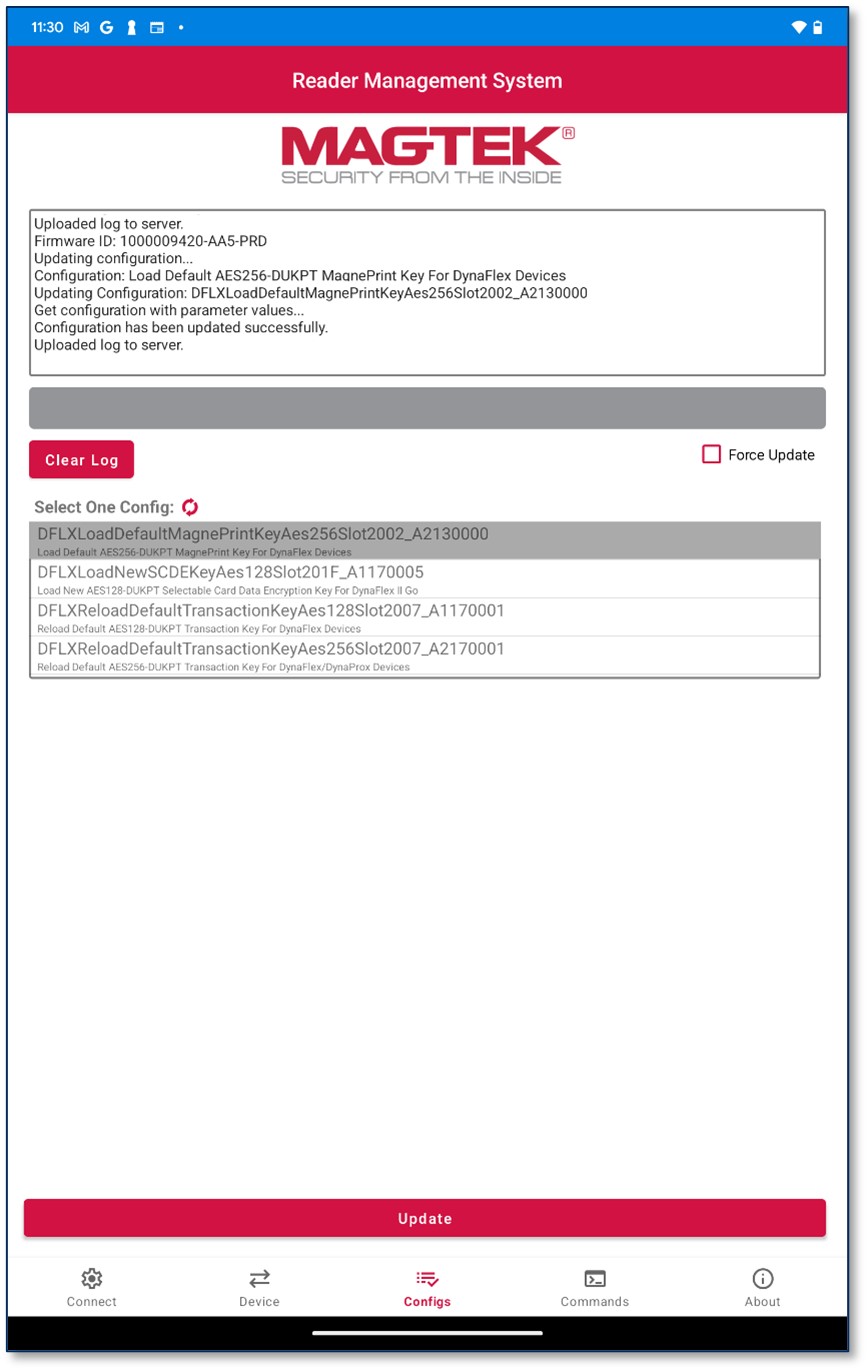 11:30
Reader Management System
MAGTEK®
SECURITY FROM THE INSIDE
Uploaded log to server.
Firmware ID: 1000009420-AA5-PRD
Updating configuration...
Configuration: Load Default AES256-DUKPT MagnePrint Key For DynaFlex Devices
Updating Configuration: DFLXLoadDefaultMagnePrintKeyAes256Slot2002_A2130000
Get configuration with parameter values...
Configuration has been updated successfully.
Uploaded log to server.
Clear Log
Force Update
Select One Config:
DFLXLoadDefaultMagnePrintKeyAes256Slot2002_A2130000
Load Default AES256-DUKPT MagnePrint Key For DynaFlex Devices
DFLXLoadNewSCDEKeyAes128Slot201F_A1170005
Load New AES128-DUKPT Selectable Card Data Encryption Key For DynaFlex II Go
DFLXReloadDefaultTransactionKeyAes128Slot2007_A1170001
Reload Default AES128-DUKPT Transaction Key For DynaFlex Devices
DFLXReloadDefaultTransactionKeyAes256Slot2007_A2170001
Reload Default AES256-DUKPT Transaction Key For DynaFlex/DynaProx Devices
Update
Connect
Device
Configs
Commands
About